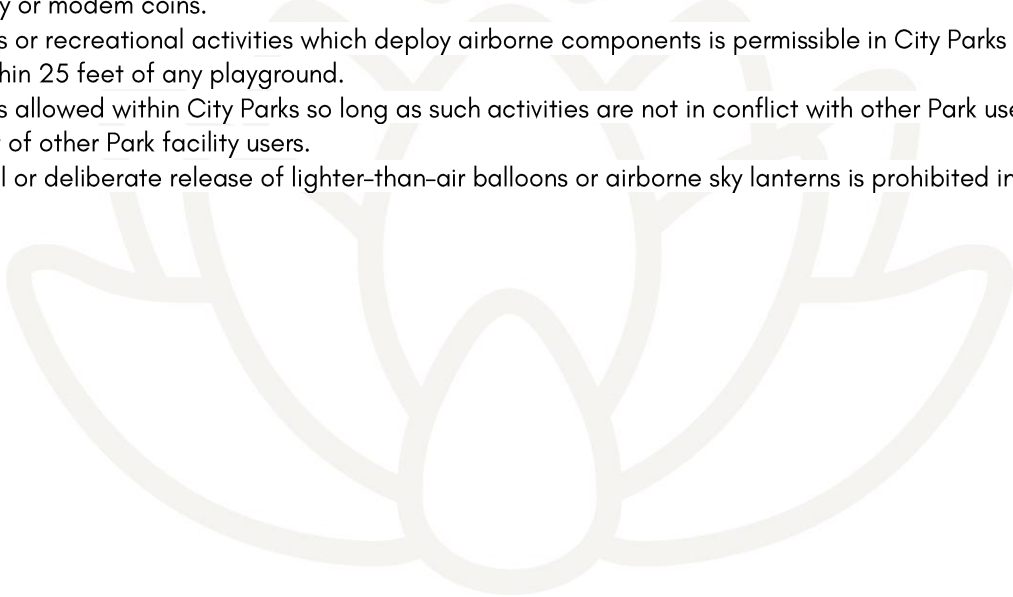 y or modem coins.
s or recreational activities which deploy airborne components is permissible in City Parks
hin 25 feet of any playground.
s allowed within City Parks so long as such activities are not in conflict with other Park use
of other Park facility users.
l or deliberate release of lighter-than-air balloons or airborne sky lanterns is prohibited in